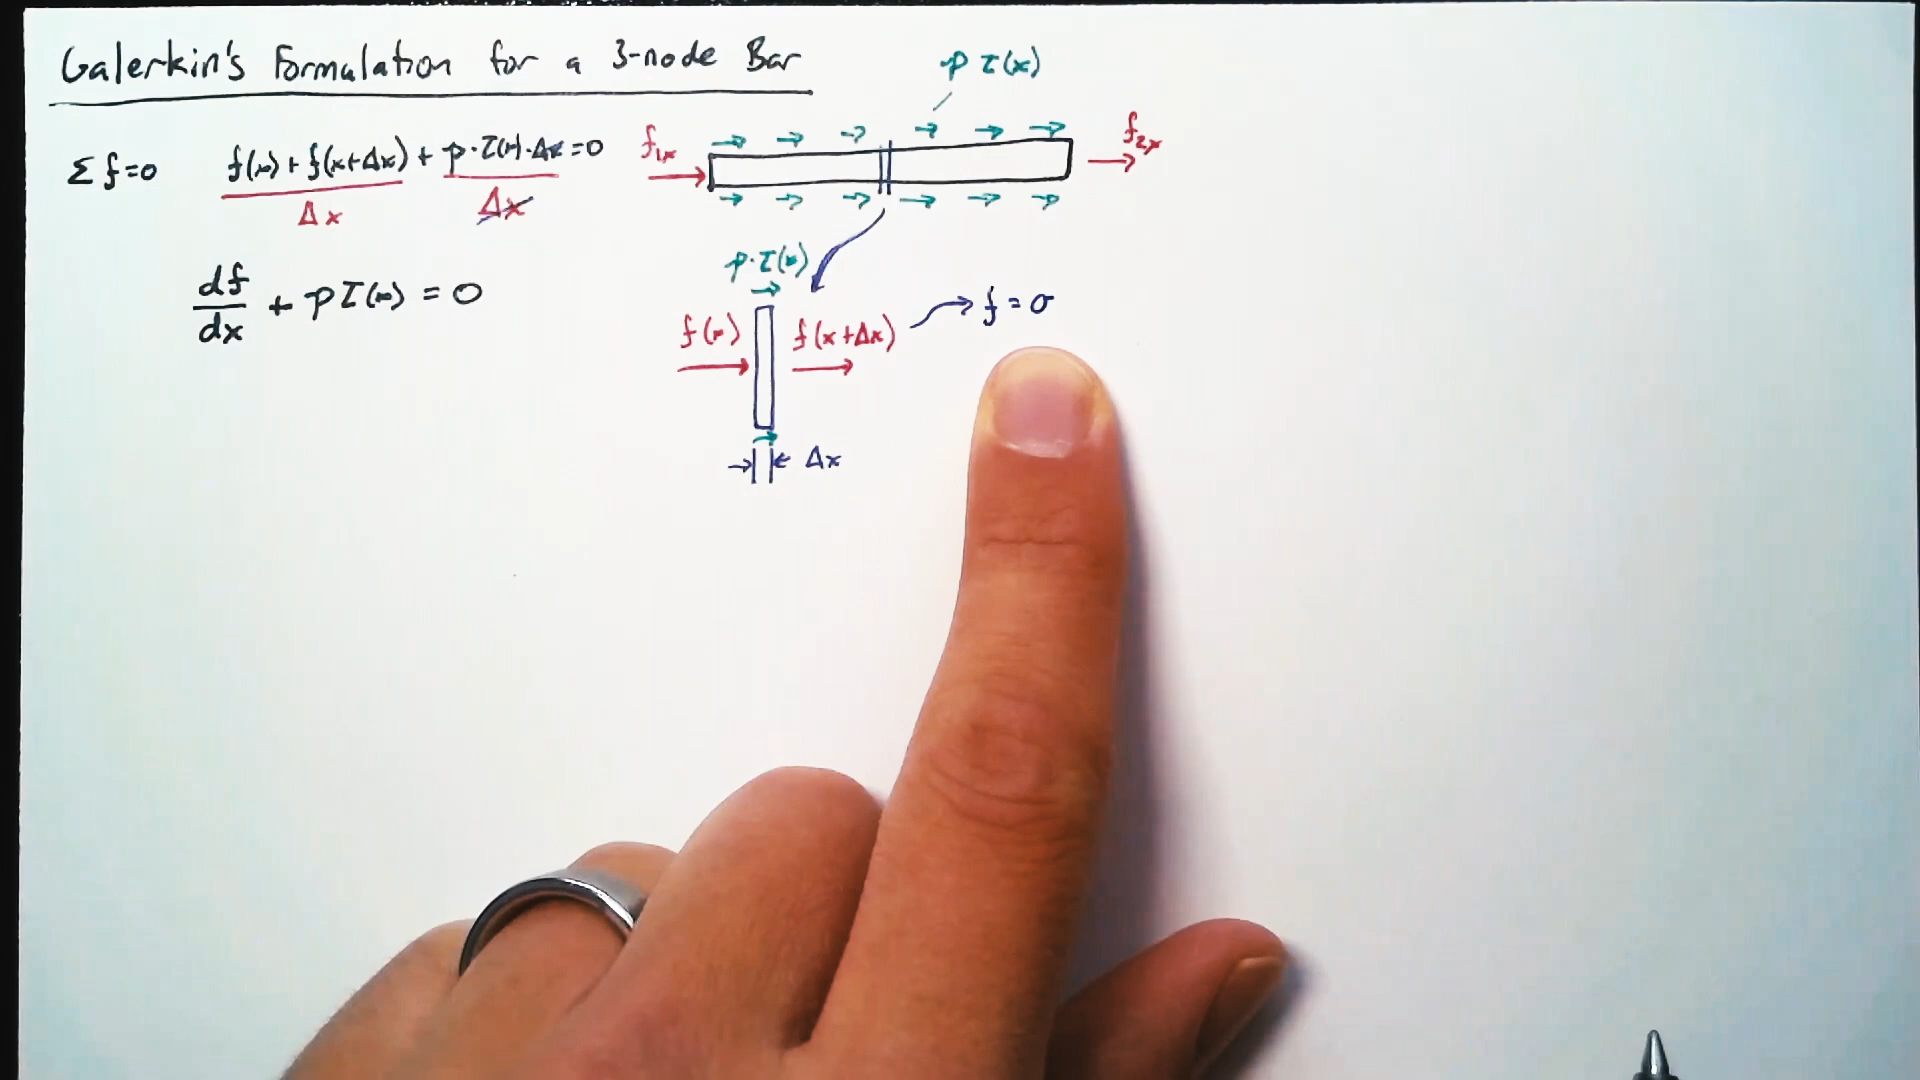 Galerkin's Formulation for a 3-node Bar
p τ(x)
Σf=0
f(x) + f(x+Δx) + p·τ(x)·Δx = 0
Δx
Δx
f₁ₓ
f₂ₓ
p·τ(x)
df/dx + pτ(x) = 0
f(x)
f(x+Δx)
f = σ
Δx